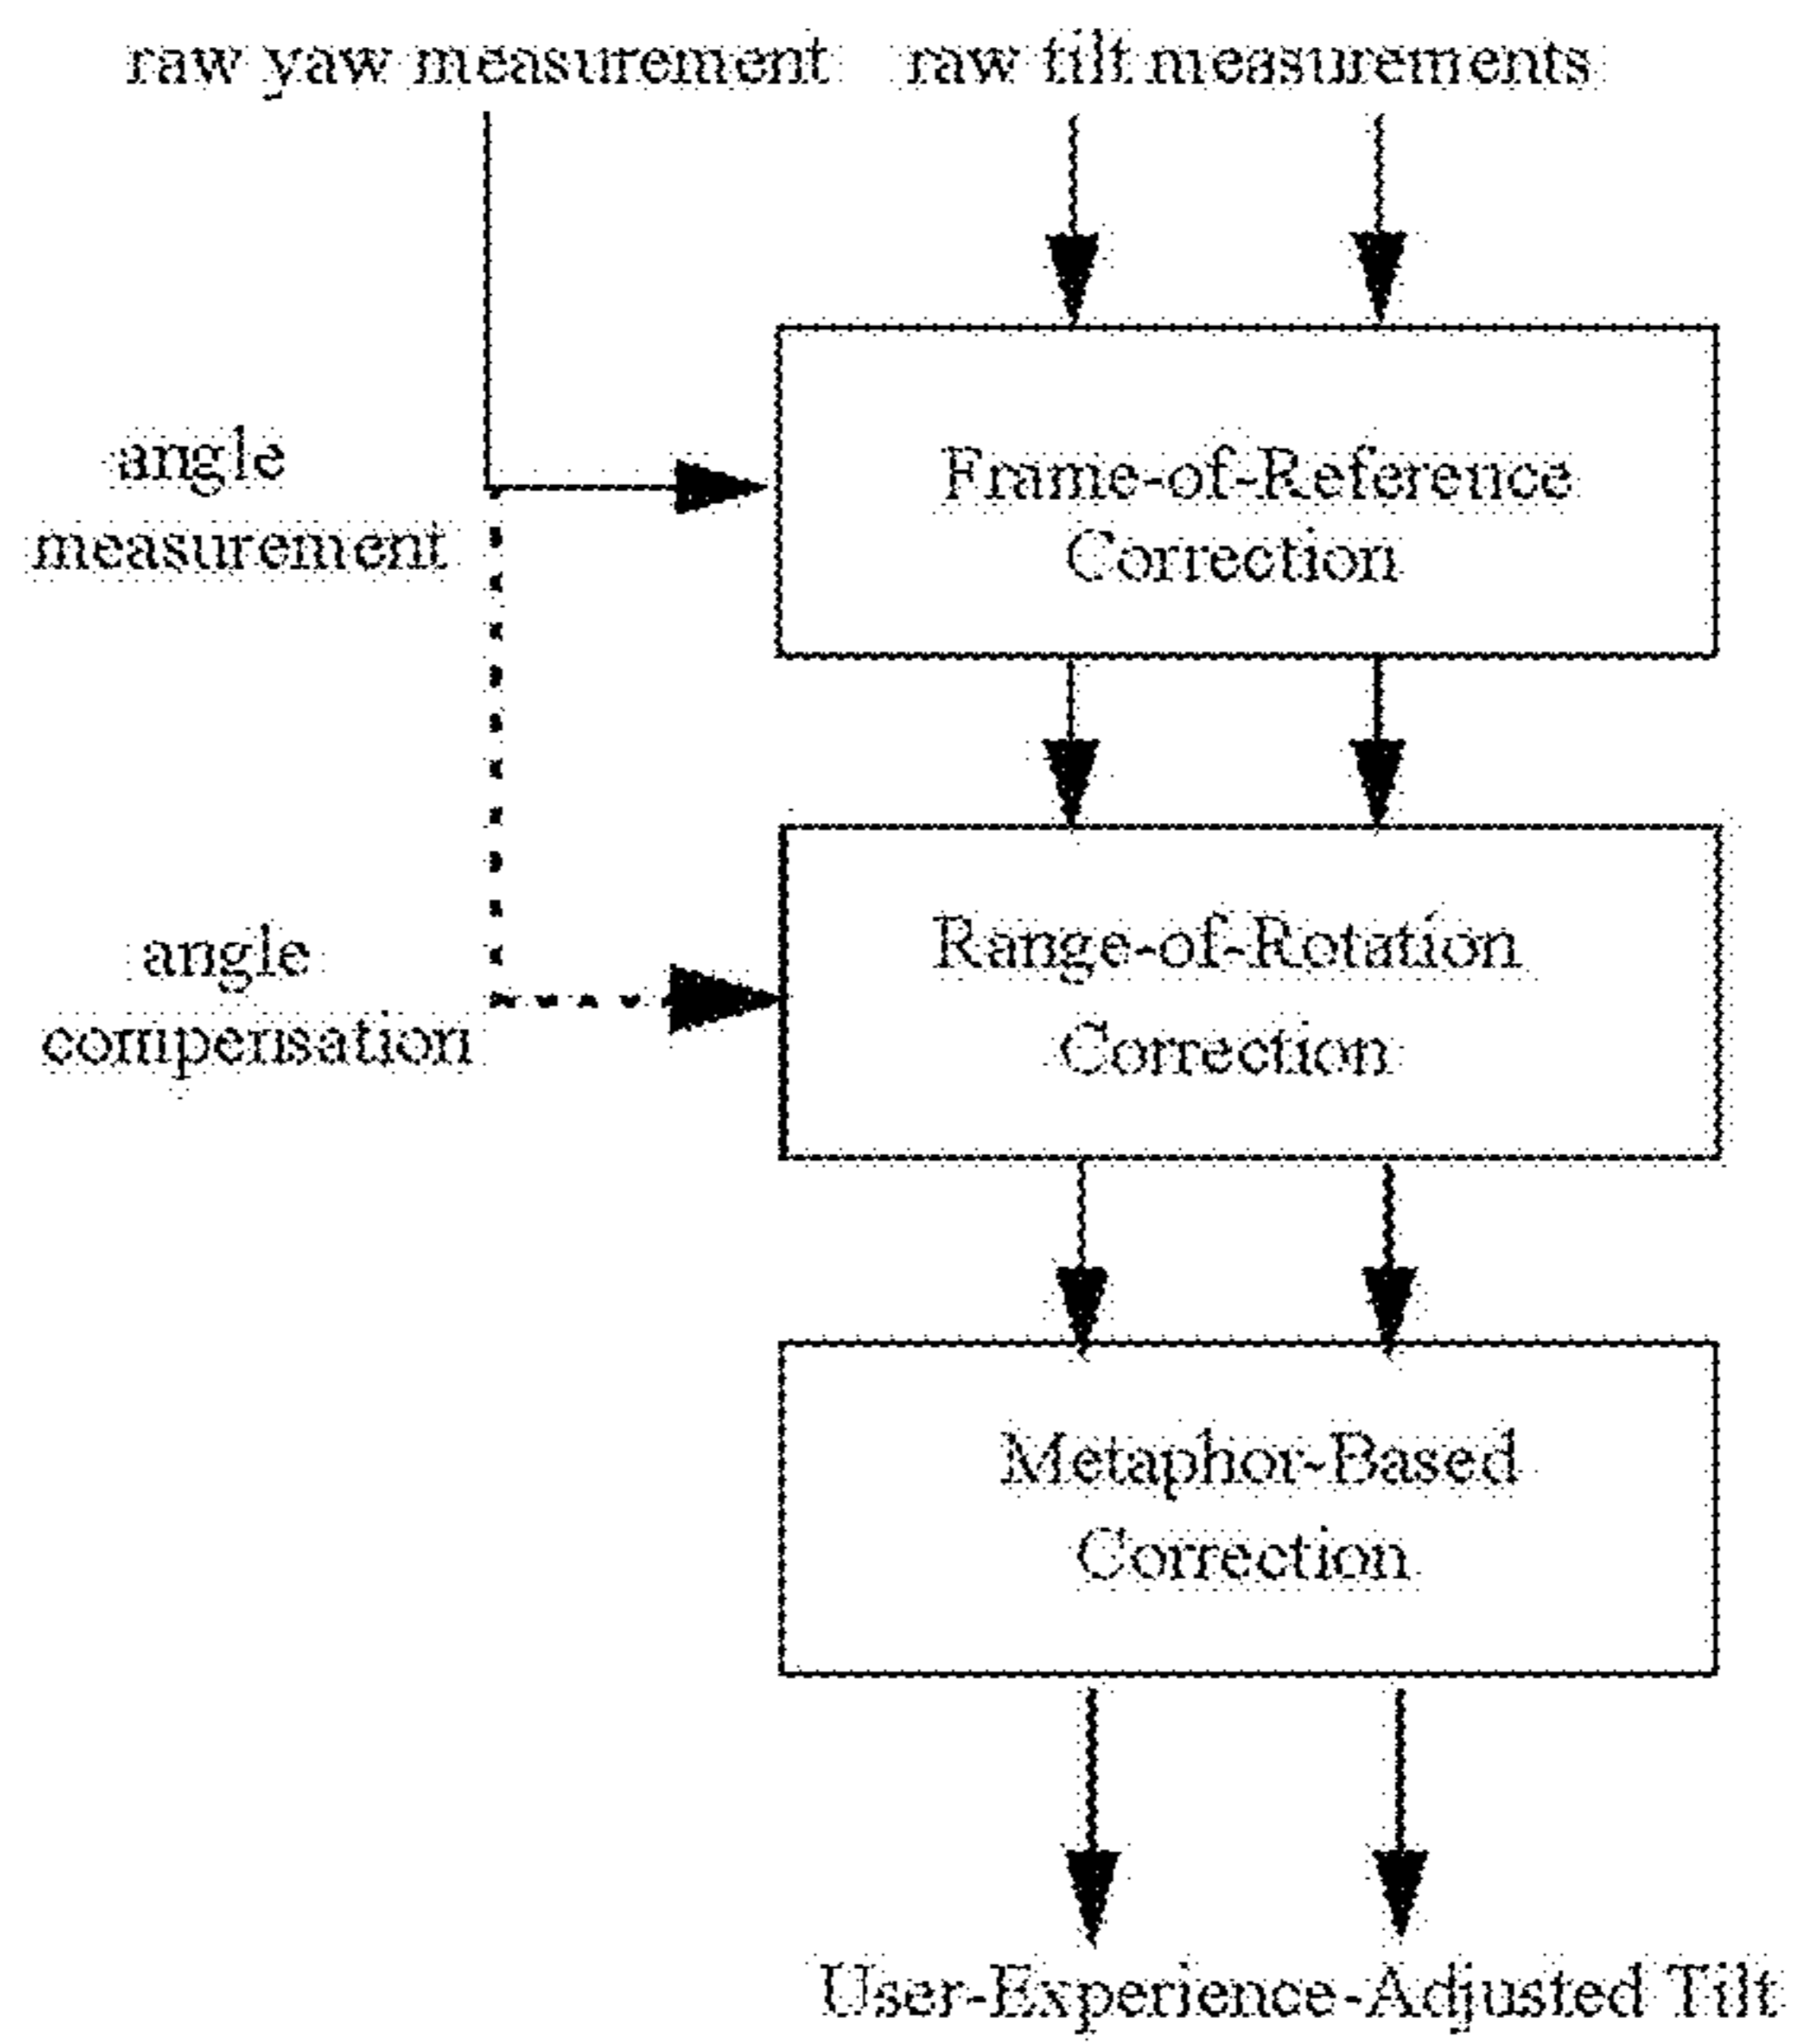 raw yaw measurement raw tilt measurements
angle
measurement
Frame-of-Reference
Correction
angle
compensation
Range-of-Rotation
Correction
Metaphor-Based
Correction
User-Experience-Adjusted Tilt